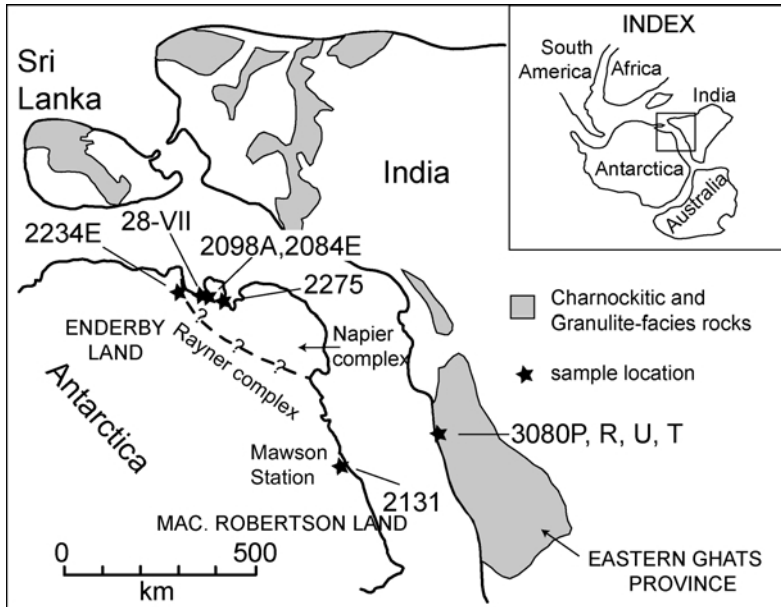 INDEX
South
America
Africa
India
Antarctica
Australia
Sri
Lanka
India
28-VII
2234E
2098A,2084E
2275
ENDERBY
LAND
?
?
?
Rayner complex
Napier
complex
Charnockitic and
Granulite-facies rocks
sample location
Antarctica
3080P, R, U, T
Mawson
Station
2131
MAC. ROBERTSON LAND
0 500
km
EASTERN GHATS
PROVINCE